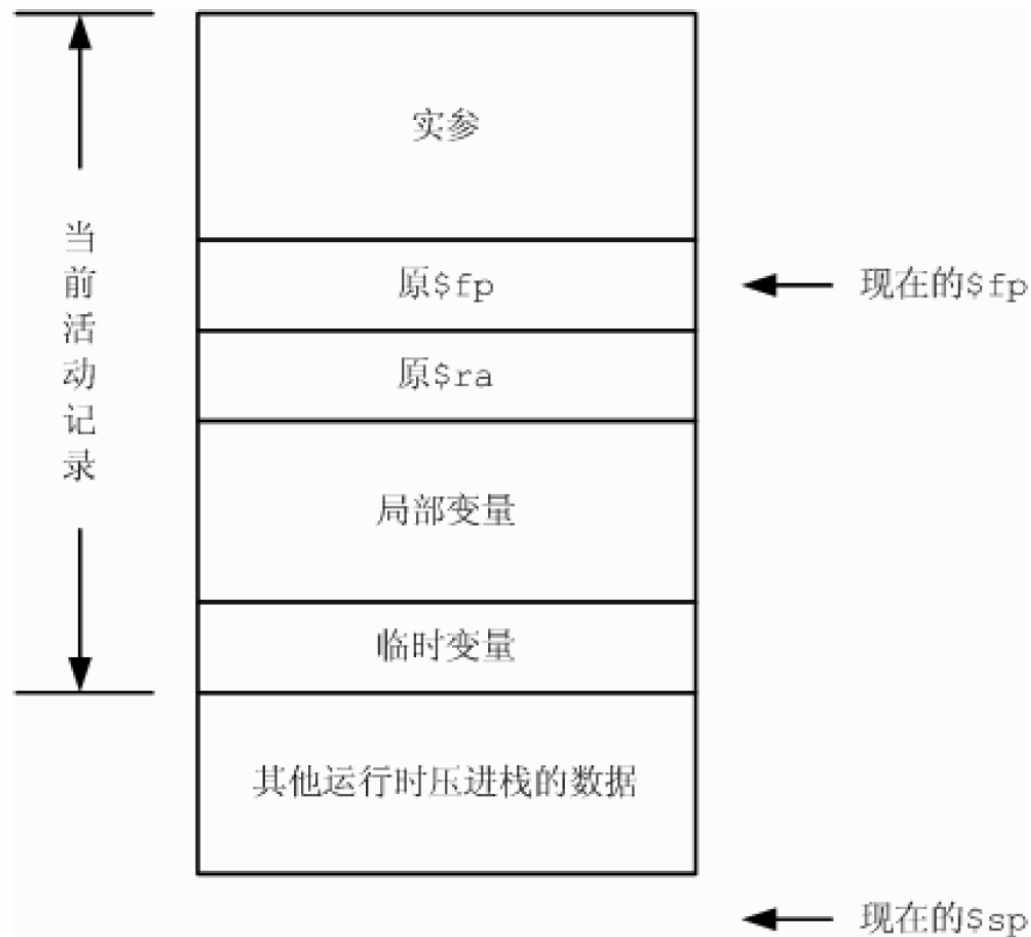 实参
当前活动记录
原$fp
现在的$fp
原$ra
局部变量
临时变量
其他运行时压进栈的数据
现在的$sp